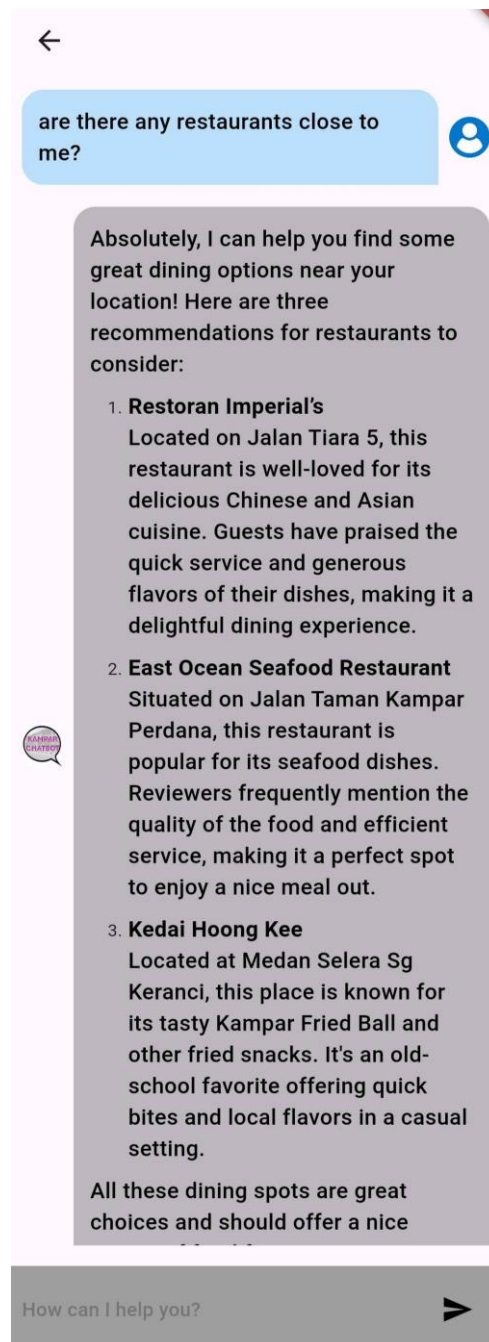 are there any restaurants close to
me?
Absolutely, I can help you find some
great dining options near your
location! Here are three
recommendations for restaurants to
consider:
1. Restoran Imperial's
Located on Jalan Tiara 5, this
restaurant is well-loved for its
delicious Chinese and Asian
cuisine. Guests have praised the
quick service and generous
flavors of their dishes, making it a
delightful dining experience.
2. East Ocean Seafood Restaurant
Situated on Jalan Taman Kampar
Perdana, this restaurant is
popular for its seafood dishes.
Reviewers frequently mention the
quality of the food and efficient
service, making it a perfect spot
to enjoy a nice meal out.
KAMPAR
CHATBOT
3. Kedai Hoong Kee
Located at Medan Selera Sg
Keranci, this place is known for
its tasty Kampar Fried Ball and
other fried snacks. It's an old-
school favorite offering quick
bites and local flavors in a casual
setting.
All these dining spots are great
choices and should offer a nice
How can I help you?